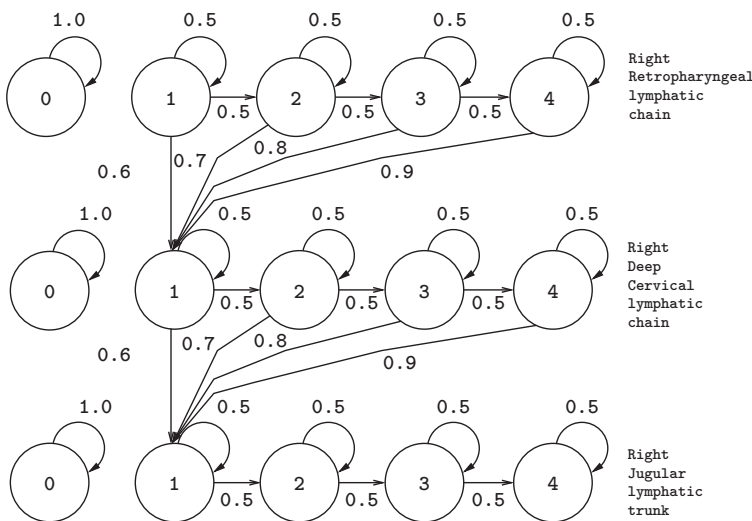 1.0 0.5 0.5 0.5 0.5
0 1 2 3 4
0.5 0.5 0.5
Right
Retropharyngeal
lymphatic
chain
0.6 0.7 0.8 0.9
1.0 0.5 0.5 0.5 0.5
0 1 2 3 4
0.5 0.5 0.5
Right
Deep
Cervical
lymphatic
chain
0.6 0.7 0.8 0.9
1.0 0.5 0.5 0.5 0.5
0 1 2 3 4
0.5 0.5 0.5
Right
Jugular
lymphatic
trunk